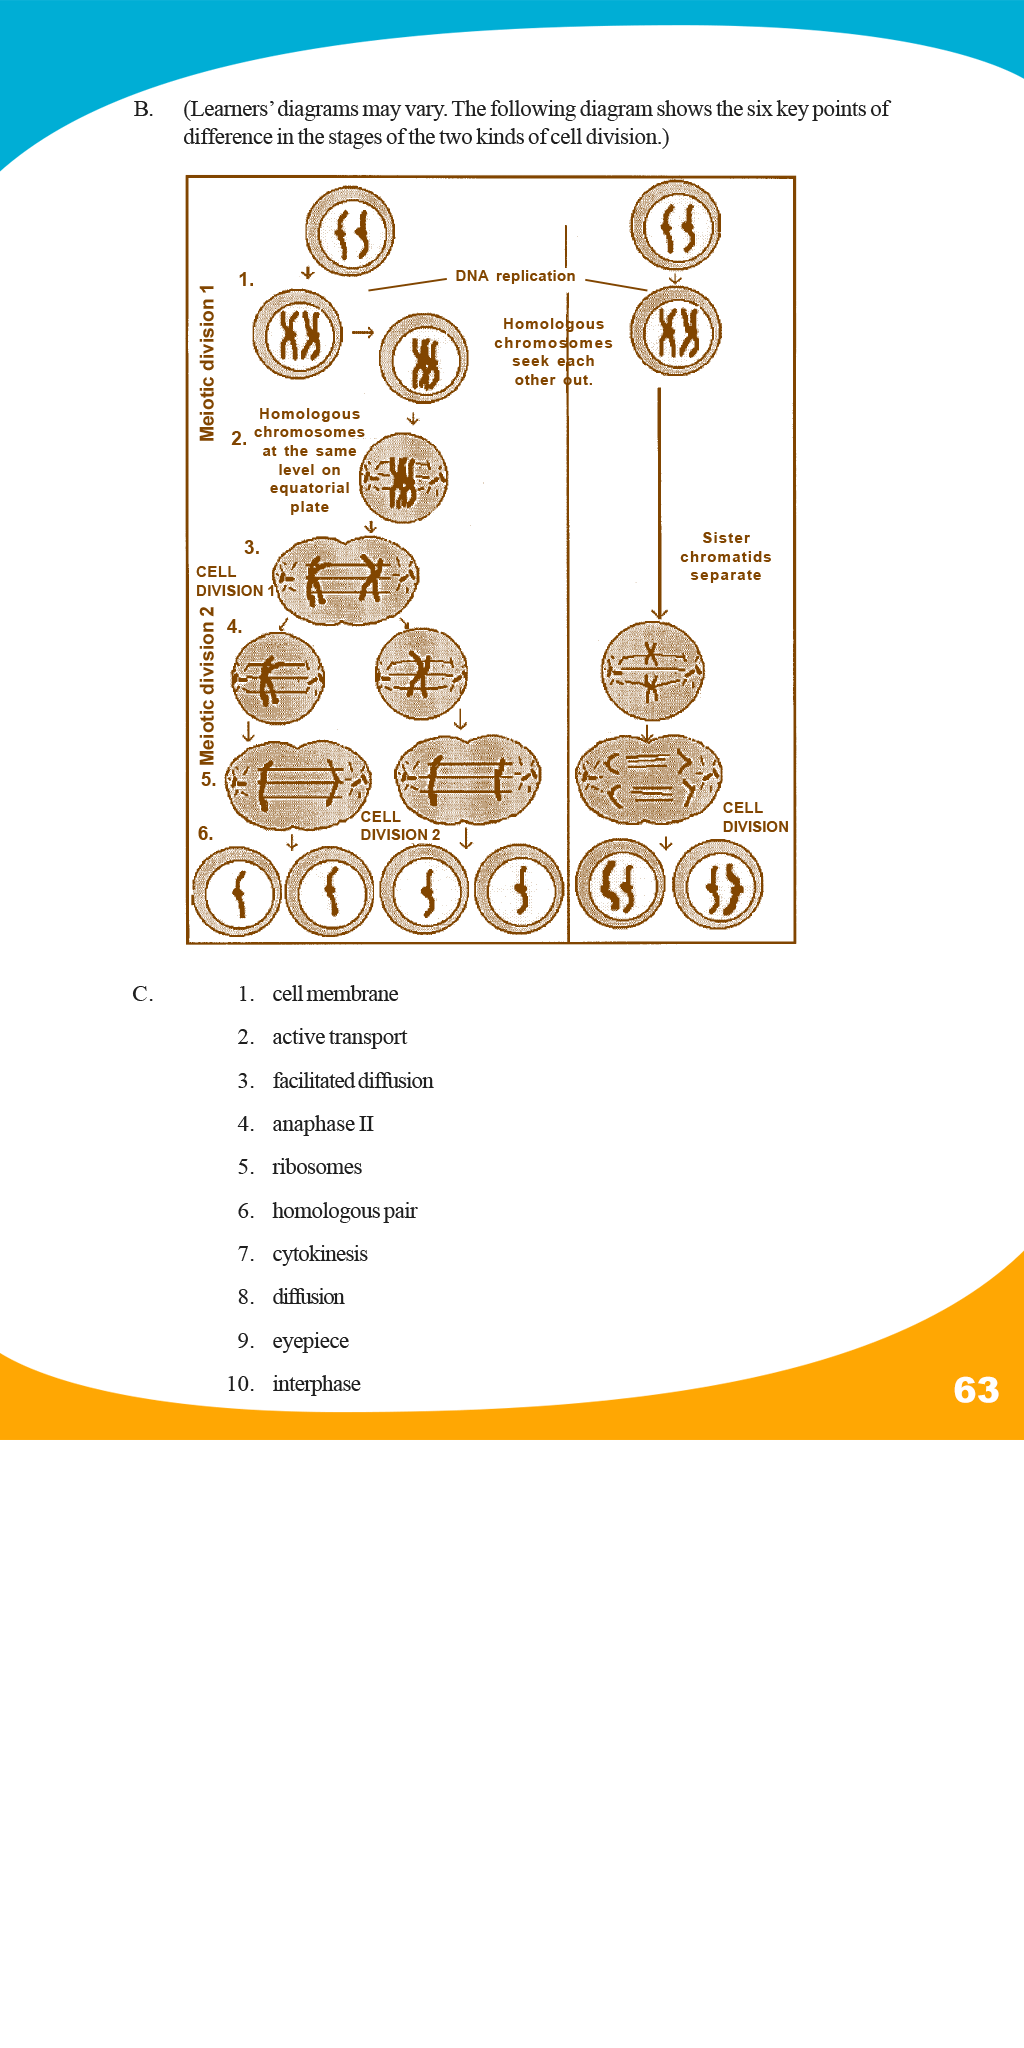 B. (Learners’ diagrams may vary. The following diagram shows the six key points of
difference in the stages of the two kinds of cell division.)
1.
DNA replication
Meiotic division 1
Homologous
chromosomes
seek each
other out.
2.
Homologous
chromosomes
at the same
level on
equatorial
plate
3.
CELL
DIVISION 1
Sister
chromatids
separate
Meiotic division 2
4.
5.
CELL
DIVISION 2
CELL
DIVISION
6.
C. 1. cell membrane
2. active transport
3. facilitated diffusion
4. anaphase II
5. ribosomes
6. homologous pair
7. cytokinesis
8. diffusion
9. eyepiece
10. interphase
63